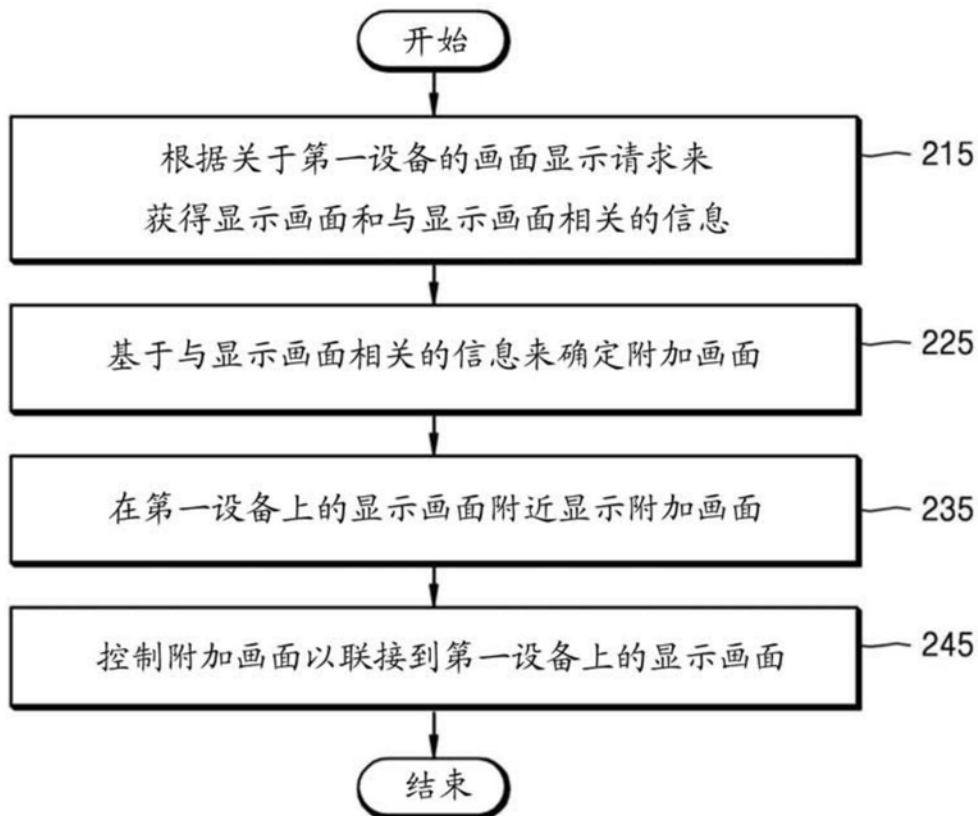 开始
根据关于第一设备的画面显示请求来
获得显示画面和与显示画面相关的信息
215
基于与显示画面相关的信息来确定附加画面
225
在第一设备上的显示画面附近显示附加画面
235
控制附加画面以联接到第一设备上的显示画面
245
结束